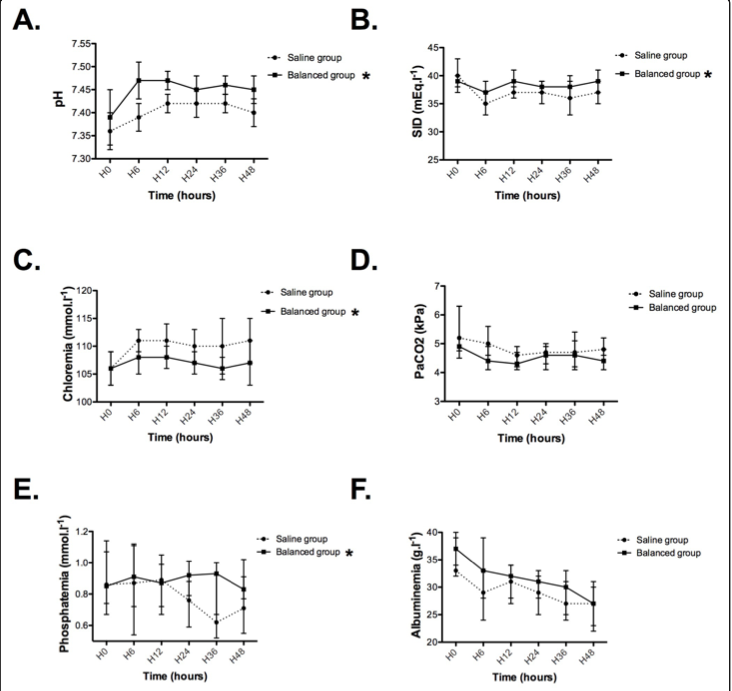 A.
7.55
7.50
7.45
7.40
7.35
7.30
pH
H0 H6 H12 H24 H36 H48
Time (hours)
Saline group
Balanced group *
B.
45
40
35
30
25
SID (mEq.l-1)
H0 H6 H12 H24 H36 H48
Time (hours)
Saline group
Balanced group *
C.
120
115
110
105
100
Chloremia (mmol.l-1)
H0 H6 H12 H24 H36 H48
Time (hours)
Saline group
Balanced group *
D.
7
6
5
4
3
PaCO2 (kPa)
H0 H6 H12 H24 H36 H48
Time (hours)
Saline group
Balanced group
E.
1.2
1.0
0.8
0.6
Phosphatemia (mmol.l-1)
H0 H6 H12 H24 H36 H48
Time (hours)
Saline group
Balanced group *
F.
40
35
30
25
20
Albuminemia (g.l-1)
H0 H6 H12 H24 H36 H48
Time (hours)
Saline group
Balanced group